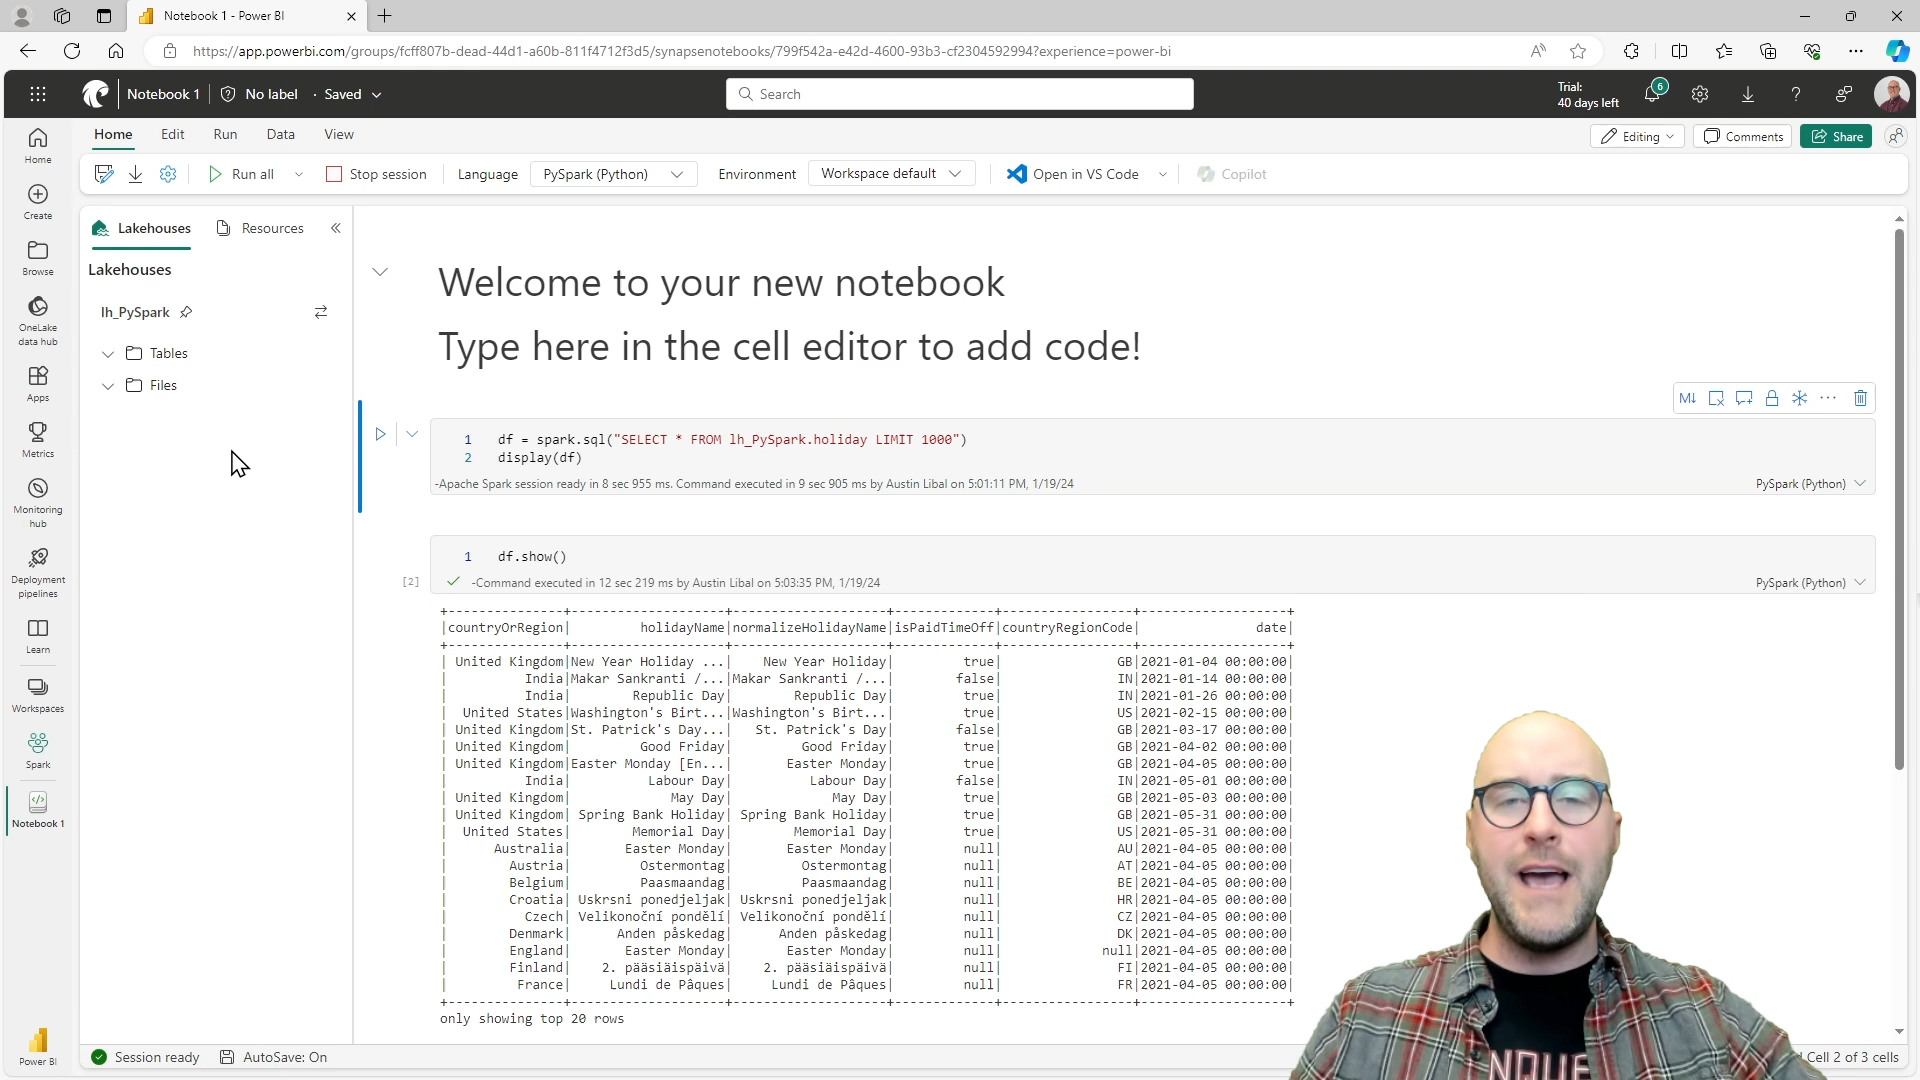 Notebook 1 - Power BI
https://app.powerbi.com/groups/fcff807b-dead-44d1-a60b-811f4712f3d5/synapsenotebooks/799f542a-e42d-4600-93b3-cf2304592994?experience=power-bi
Notebook 1 No label · Saved
Search
Trial:
40 days left
6
Home Edit Run Data View
Editing Comments Share
Run all Stop session Language PySpark (Python) Environment Workspace default Open in VS Code Copilot
Home
Create
Browse
OneLake
data hub
Apps
Metrics
Monitoring
hub
Deployment
pipelines
Learn
Workspaces
Spark
Notebook 1
Power BI
Lakehouses Resources
Lakehouses
lh_PySpark
Tables
Files
Welcome to your new notebook
Type here in the cell editor to add code!
M↓
1 df = spark.sql("SELECT * FROM lh_PySpark.holiday LIMIT 1000")
2 display(df)
-Apache Spark session ready in 8 sec 955 ms. Command executed in 9 sec 905 ms by Austin Libal on 5:01:11 PM, 1/19/24 PySpark (Python)
1 df.show()
[2] -Command executed in 12 sec 219 ms by Austin Libal on 5:03:35 PM, 1/19/24 PySpark (Python)
+---------------+--------------------+--------------------+-------------+-----------------+-------------------+
|countryOrRegion| holidayName|normalizeHolidayName|isPaidTimeOff|countryRegionCode| date|
+---------------+--------------------+--------------------+-------------+-----------------+-------------------+
| United Kingdom|New Year Holiday ...| New Year Holiday| true| GB|2021-01-04 00:00:00|
| India|Makar Sankranti /...|Makar Sankranti /...| false| IN|2021-01-14 00:00:00|
| India| Republic Day| Republic Day| true| IN|2021-01-26 00:00:00|
| United States|Washington's Birt...|Washington's Birt...| true| US|2021-02-15 00:00:00|
| United Kingdom|St. Patrick's Day...| St. Patrick's Day| false| GB|2021-03-17 00:00:00|
| United Kingdom| Good Friday| Good Friday| true| GB|2021-04-02 00:00:00|
| United Kingdom|Easter Monday [En...| Easter Monday| true| GB|2021-04-05 00:00:00|
| India| Labour Day| Labour Day| false| IN|2021-05-01 00:00:00|
| United Kingdom| May Day| May Day| true| GB|2021-05-03 00:00:00|
| United Kingdom| Spring Bank Holiday| Spring Bank Holiday| true| GB|2021-05-31 00:00:00|
| United States| Memorial Day| Memorial Day| true| US|2021-05-31 00:00:00|
| Australia| Easter Monday| Easter Monday| null| AU|2021-04-05 00:00:00|
| Austria| Ostermontag| Ostermontag| null| AT|2021-04-05 00:00:00|
| Belgium| Paasmaandag| Paasmaandag| null| BE|2021-04-05 00:00:00|
| Croatia| Uskrsni ponedjeljak| Uskrsni ponedjeljak| null| HR|2021-04-05 00:00:00|
| Czech| Velikonoční pondělí| Velikonoční pondělí| null| CZ|2021-04-05 00:00:00|
| Denmark| Anden påskedag| Anden påskedag| null| DK|2021-04-05 00:00:00|
| England| Easter Monday| Easter Monday| null| null|2021-04-05 00:00:00|
| Finland| 2. pääsiäispäivä| 2. pääsiäispäivä| null| FI|2021-04-05 00:00:00|
| France| Lundi de Pâques| Lundi de Pâques| null| FR|2021-04-05 00:00:00|
+---------------+--------------------+--------------------+-------------+-----------------+-------------------+
only showing top 20 rows
Session ready AutoSave: On
Cell 2 of 3 cells